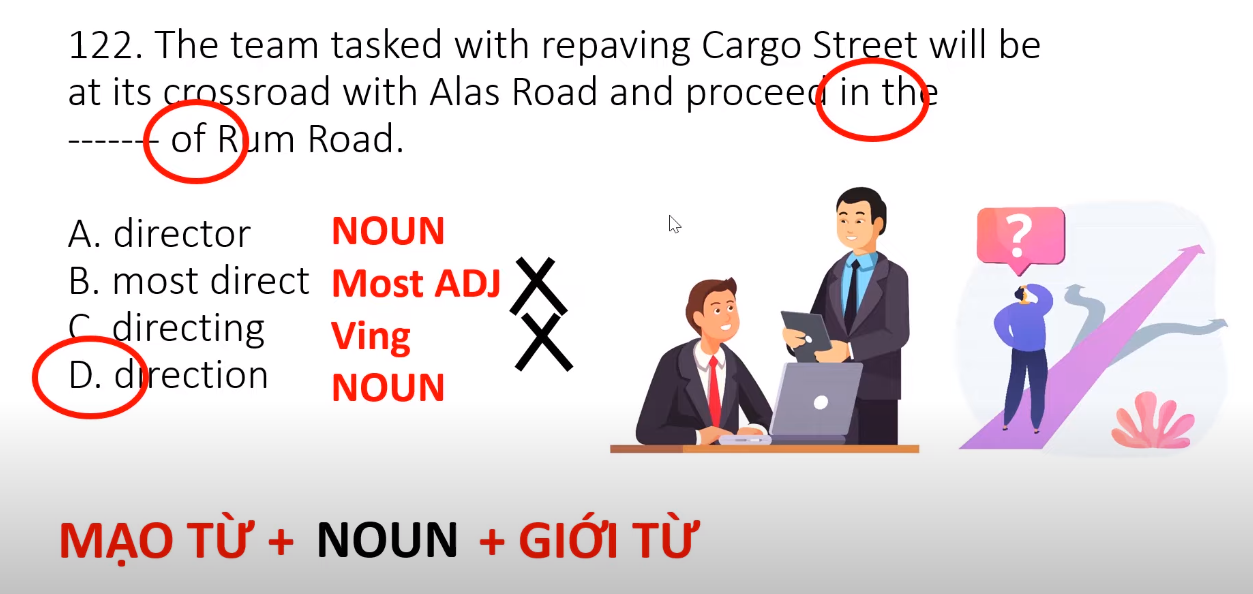 122. The team tasked with repaving Cargo Street will be
at its crossroad with Alas Road and proceed in the
------- of Rum Road.
A. director NOUN
B. most direct Most ADJ X
C. directing Ving X
D. direction NOUN
?
MẠO TỪ + NOUN + GIỚI TỪ